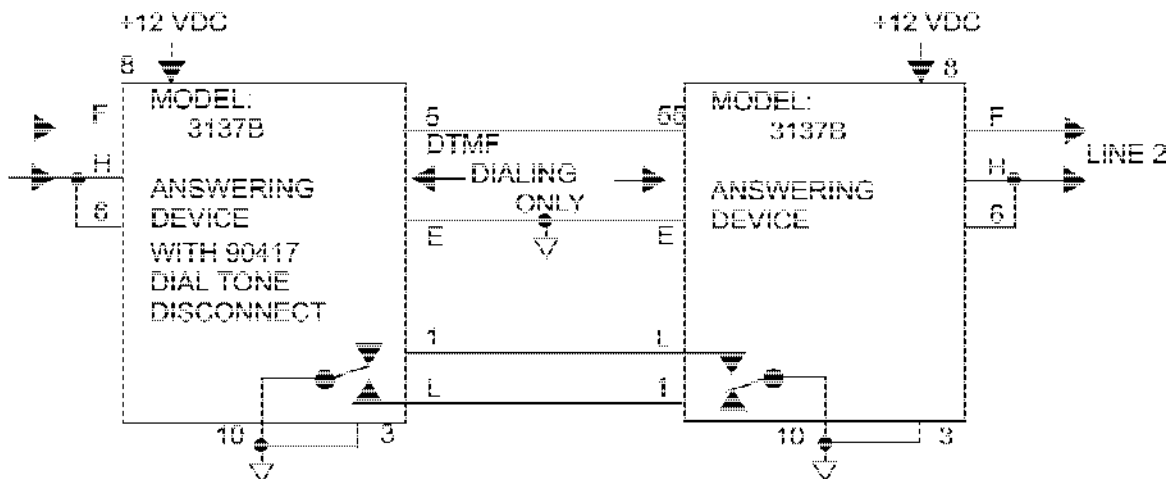 +12 VDC +12 VDC
8 8
F MODEL: 3137B 5 55 MODEL: 3137B F
DTMF
H DIALING H LINE 2
ANSWERING ONLY ANSWERING
6 DEVICE DEVICE 6
E E
WITH 90417
DIAL TONE
DISCONNECT
1 L
L 1
10 3 10 3